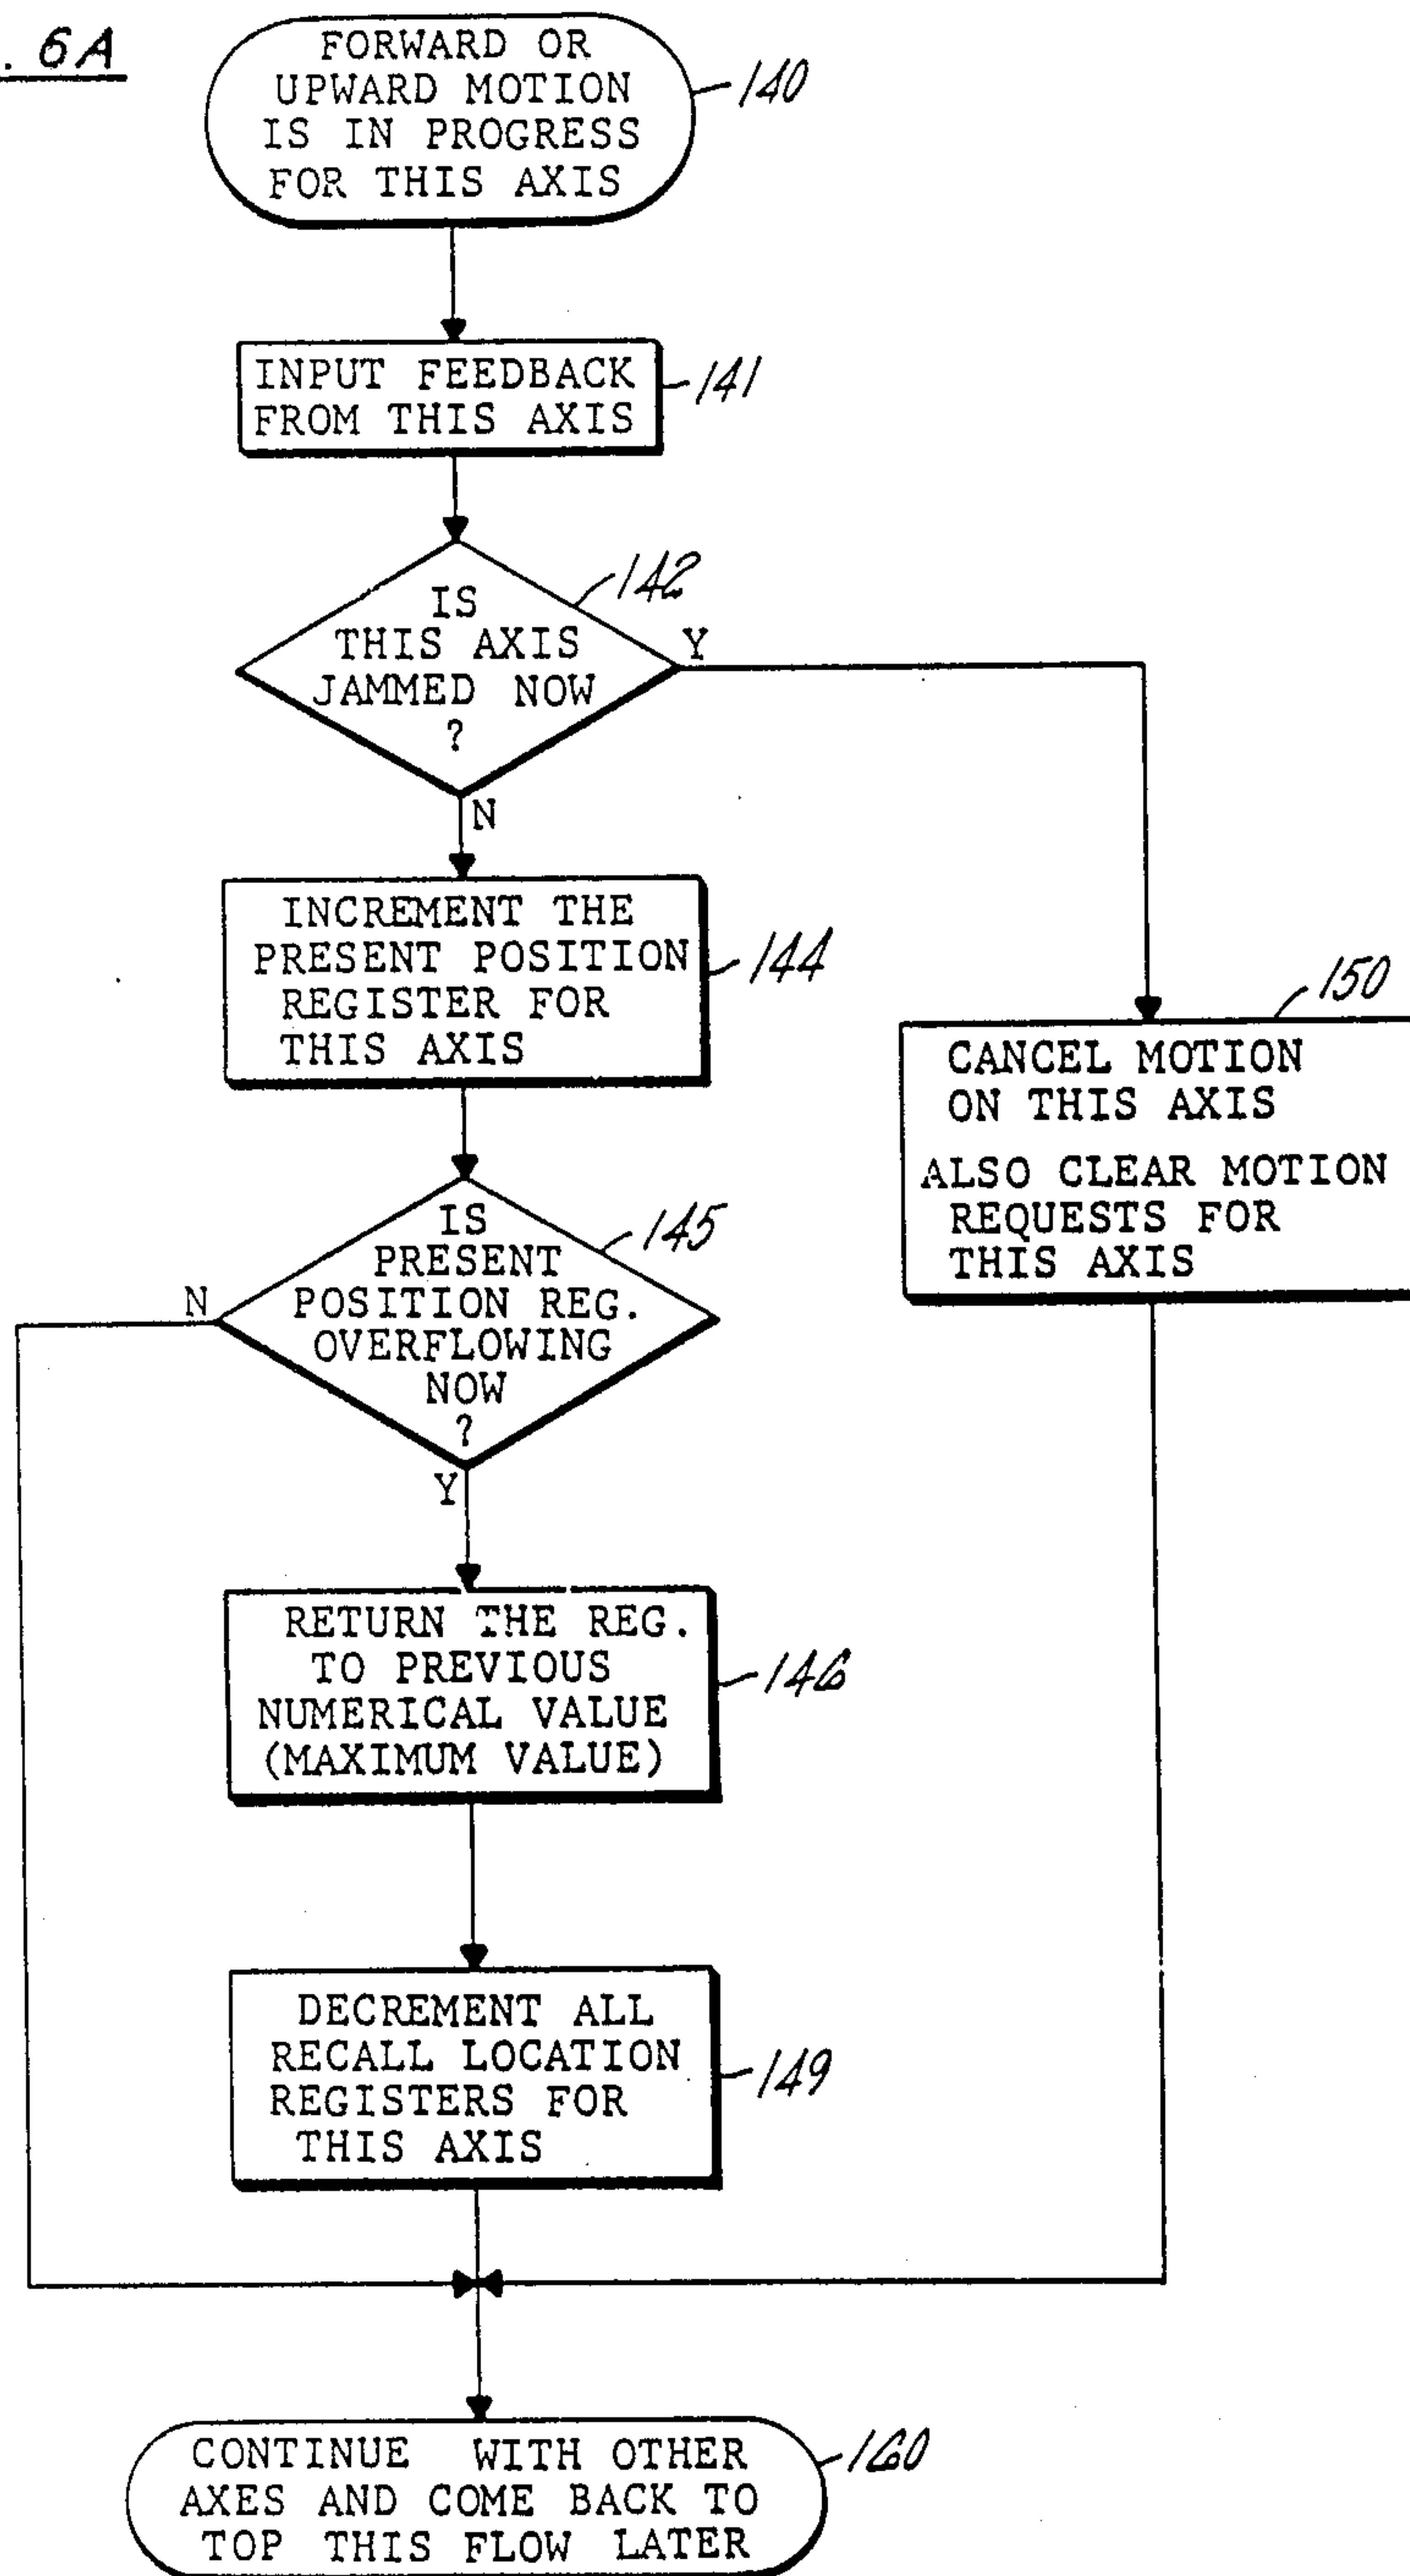 . 6A
FORWARD OR
UPWARD MOTION
IS IN PROGRESS
FOR THIS AXIS
140
INPUT FEEDBACK
FROM THIS AXIS
141
IS
THIS AXIS
JAMMED NOW
?
142
Y
N
INCREMENT THE
PRESENT POSITION
REGISTER FOR
THIS AXIS
144
150
CANCEL MOTION
ON THIS AXIS
ALSO CLEAR MOTION
REQUESTS FOR
THIS AXIS
IS
PRESENT
POSITION REG.
OVERFLOWING
NOW
?
145
N
Y
RETURN THE REG.
TO PREVIOUS
NUMERICAL VALUE
(MAXIMUM VALUE)
146
DECREMENT ALL
RECALL LOCATION
REGISTERS FOR
THIS AXIS
149
CONTINUE WITH OTHER
AXES AND COME BACK TO
TOP THIS FLOW LATER
160